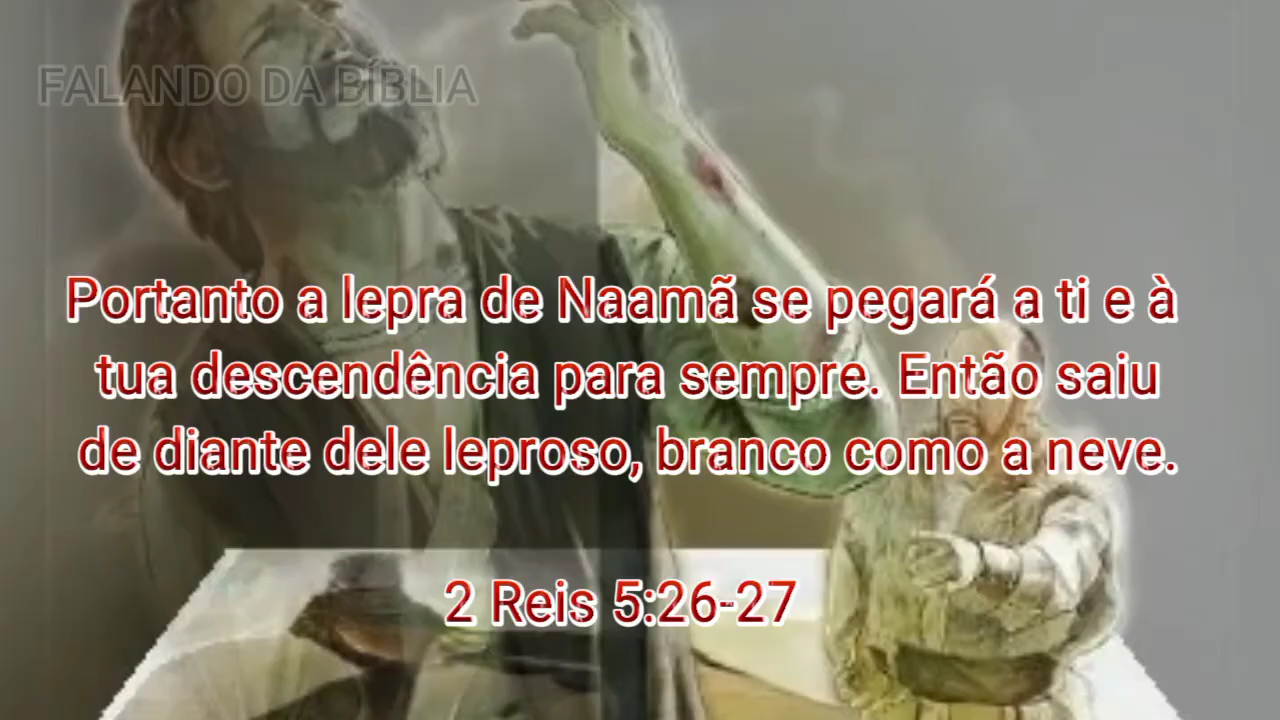 FALANDO DA BÍBLIA
Portanto a lepra de Naamã se pegará a ti e à
tua descendência para sempre. Então saiu
de diante dele leproso, branco como a neve.
2 Reis 5:26-27